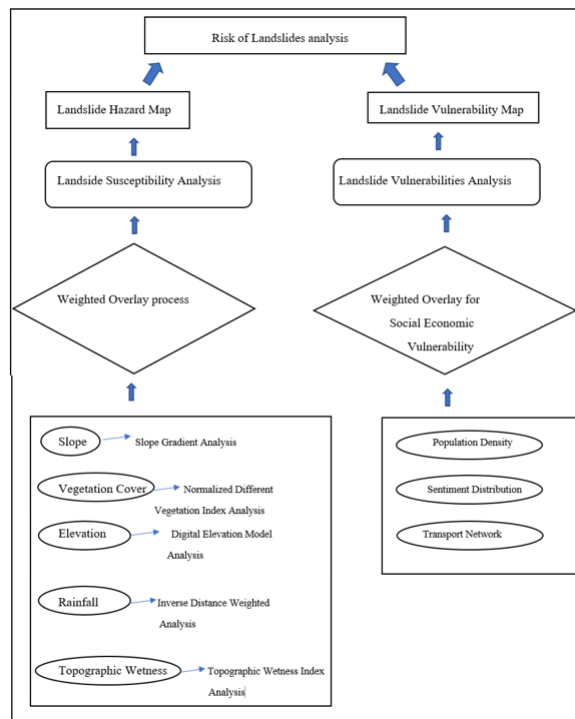 Risk of Landslides analysis
Landslide Hazard Map
Landslide Vulnerability Map
Landside Susceptibility Analysis
Landslide Vulnerabilities Analysis
Weighted Overlay process
Weighted Overlay for
Social Economic
Vulnerability
Slope
Slope Gradient Analysis
Vegetation Cover
Normalized Different
Vegetation Index Analysis
Elevation
Digital Elevation Model
Analysis
Rainfall
Inverse Distance Weighted
Analysis
Topographic Wetness
Topographic Wetness Index
Analysis
Population Density
Sentiment Distribution
Transport Network